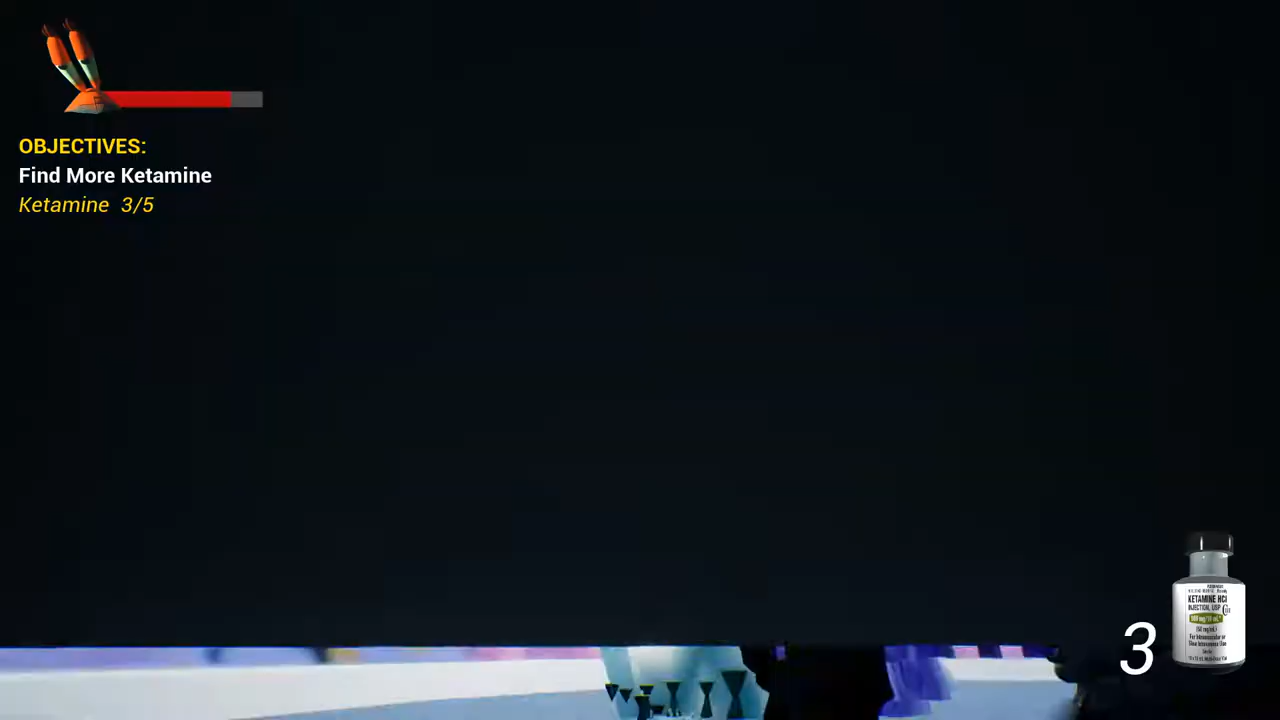 OBJECTIVES:
Find More Ketamine
Ketamine 3/5
3
KETAMINE HCl
INJECTION, USP